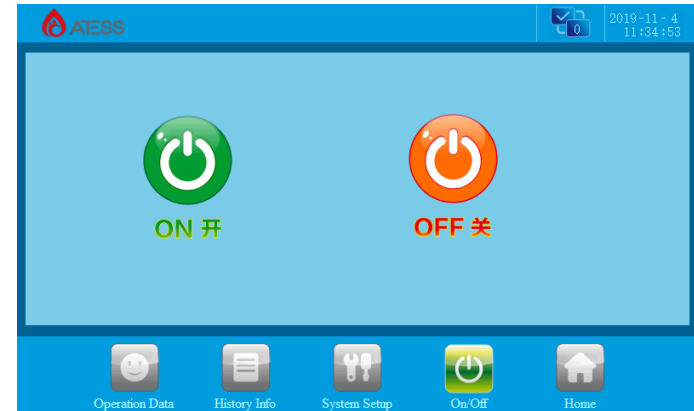 ATESS
0
2019-11- 4
11:34:53
ON 开
OFF 关
Operation Data
History Info
System Setup
On/Off
Home